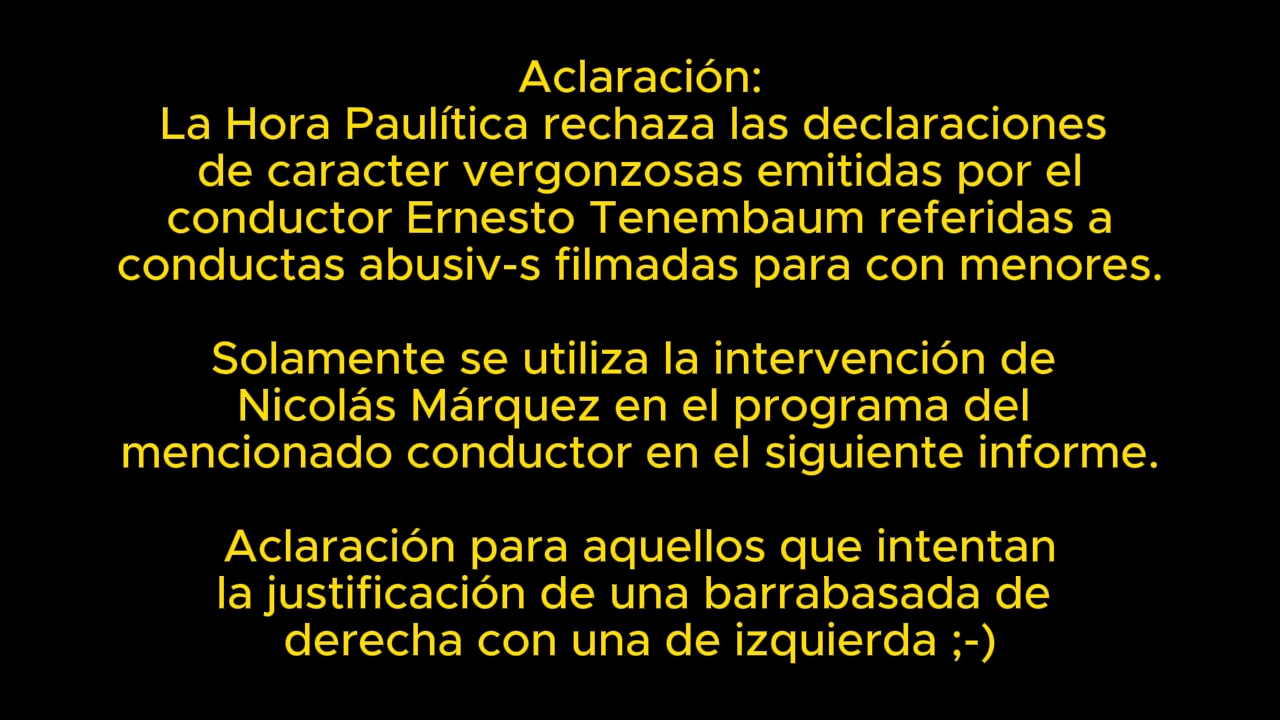 Aclaración:
La Hora Paulítica rechaza las declaraciones
de caracter vergonzosas emitidas por el
conductor Ernesto Tenembaum referidas a
conductas abusiv-s filmadas para con menores.
Solamente se utiliza la intervención de
Nicolás Márquez en el programa del
mencionado conductor en el siguiente informe.
Aclaración para aquellos que intentan
la justificación de una barrabasada de
derecha con una de izquierda ;-)